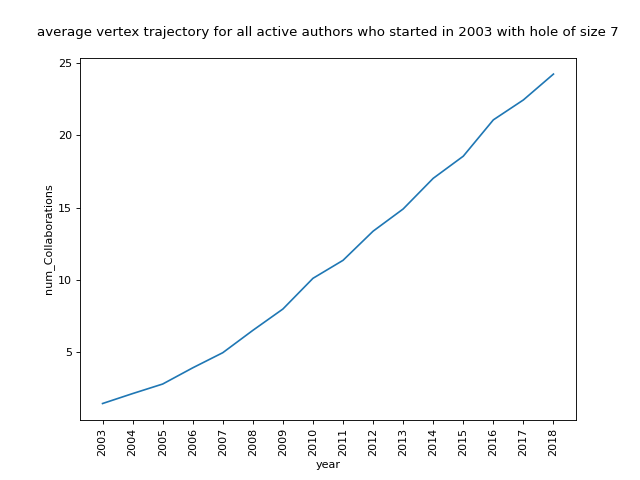 average vertex trajectory for all active authors who started in 2003 with hole of size 7
25
20
15
10
5
num_Collaborations
2003 2004 2005 2006 2007 2008 2009 2010 2011 2012 2013 2014 2015 2016 2017 2018
year